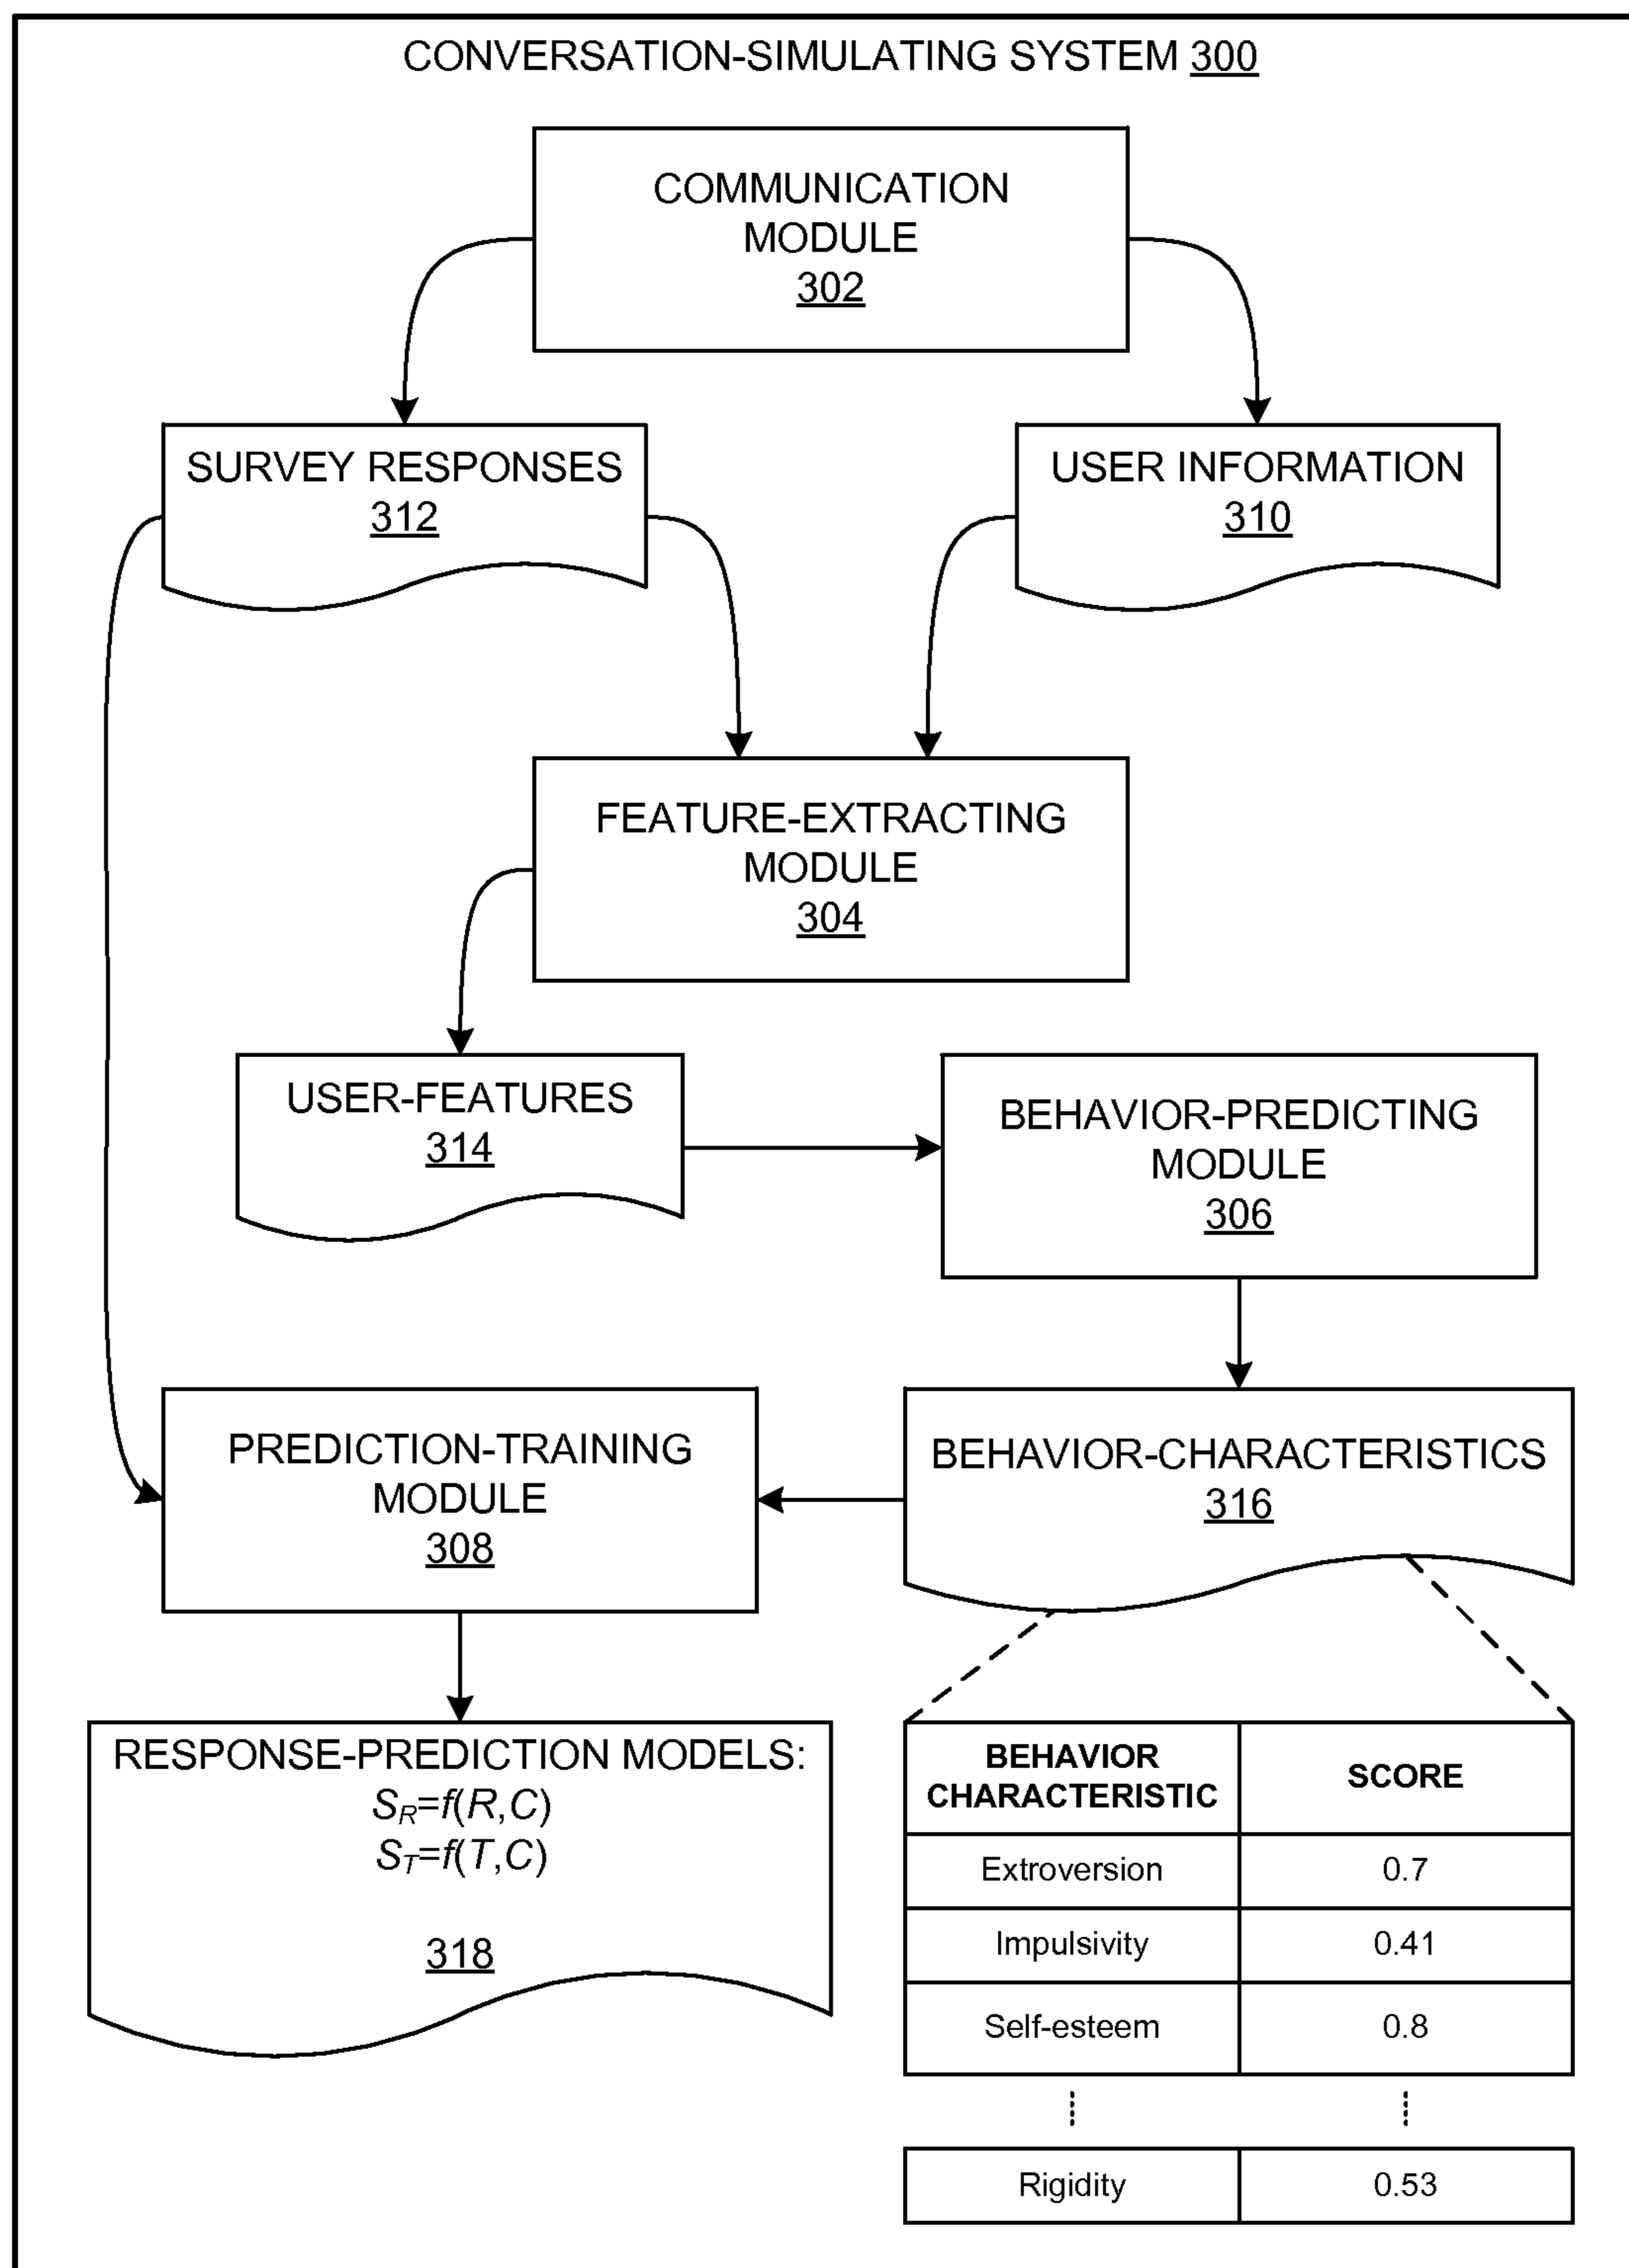 CONVERSATION-SIMULATING SYSTEM 300
COMMUNICATION
MODULE
302
SURVEY RESPONSES
312
USER INFORMATION
310
FEATURE-EXTRACTING
MODULE
304
USER-FEATURES
314
BEHAVIOR-PREDICTING
MODULE
306
PREDICTION-TRAINING
MODULE
308
BEHAVIOR-CHARACTERISTICS
316
RESPONSE-PREDICTION MODELS:
S_R=f(R,C)
S_T=f(T,C)
318
BEHAVIOR
CHARACTERISTIC
SCORE
Extroversion 0.7
Impulsivity 0.41
Self-esteem 0.8
Rigidity 0.53